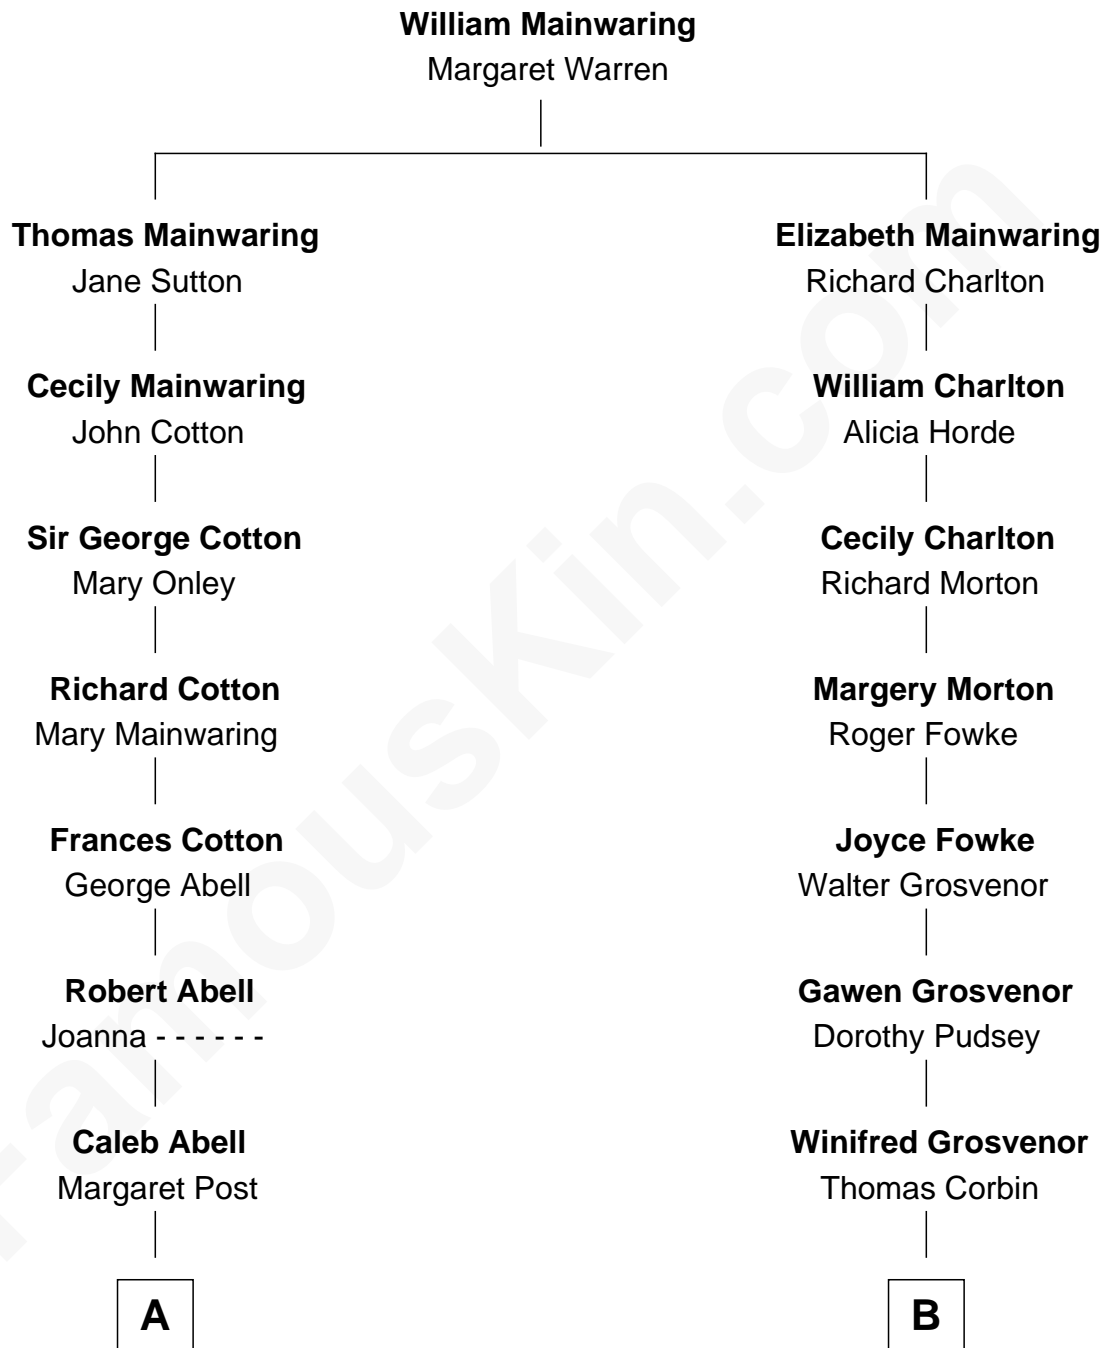 William Mainwaring
Margaret Warren
Thomas Mainwaring
Jane Sutton
Elizabeth Mainwaring
Richard Charlton
Cecily Mainwaring
John Cotton
William Charlton
Alicia Horde
Sir George Cotton
Mary Onley
Cecily Charlton
Richard Morton
Richard Cotton
Mary Mainwaring
Margery Morton
Roger Fowke
Frances Cotton
George Abell
Joyce Fowke
Walter Grosvenor
Robert Abell
Joanna - - - - - -
Gawen Grosvenor
Dorothy Pudsey
Caleb Abell
Margaret Post
Winifred Grosvenor
Thomas Corbin
A
B
FamousKin.com